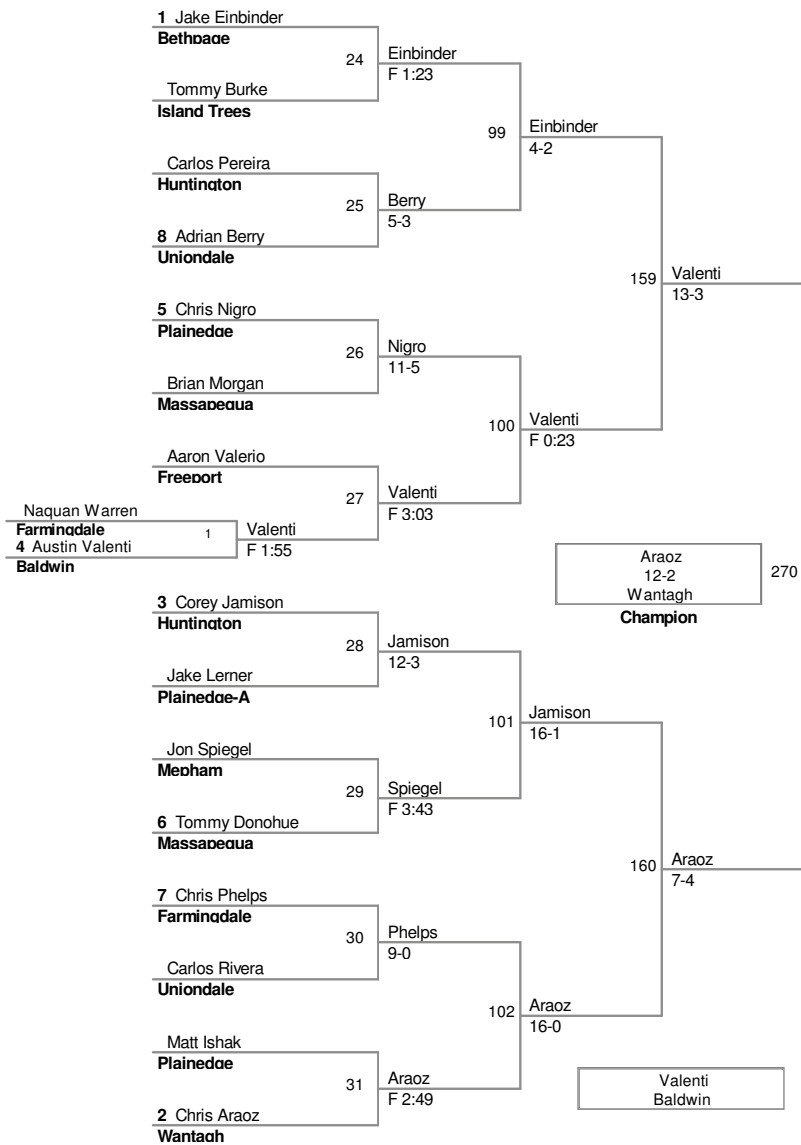 1 Jake Einbinder
Bethpage
24
Einbinder
F 1:23
Tommy Burke
Island Trees
99
Einbinder
4-2
Carlos Pereira
Huntington
25
Berry
5-3
8 Adrian Berry
Uniondale
159
Valenti
13-3
5 Chris Nigro
Plainedge
26
Nigro
11-5
Brian Morgan
Massapequa
100
Valenti
F 0:23
Aaron Valerio
Freeport
27
Valenti
F 3:03
Naquan Warren
Farmingdale
1
Valenti
F 1:55
4 Austin Valenti
Baldwin
Araoz
12-2
Wantagh
270
Champion
3 Corey Jamison
Huntington
28
Jamison
12-3
Jake Lerner
Plainedge-A
101
Jamison
16-1
Jon Spiegel
Mepham
29
Spiegel
F 3:43
6 Tommy Donohue
Massapequa
160
Araoz
7-4
7 Chris Phelps
Farmingdale
30
Phelps
9-0
Carlos Rivera
Uniondale
102
Araoz
16-0
Matt Ishak
Plainedge
31
Araoz
F 2:49
2 Chris Araoz
Wantagh
Valenti
Baldwin